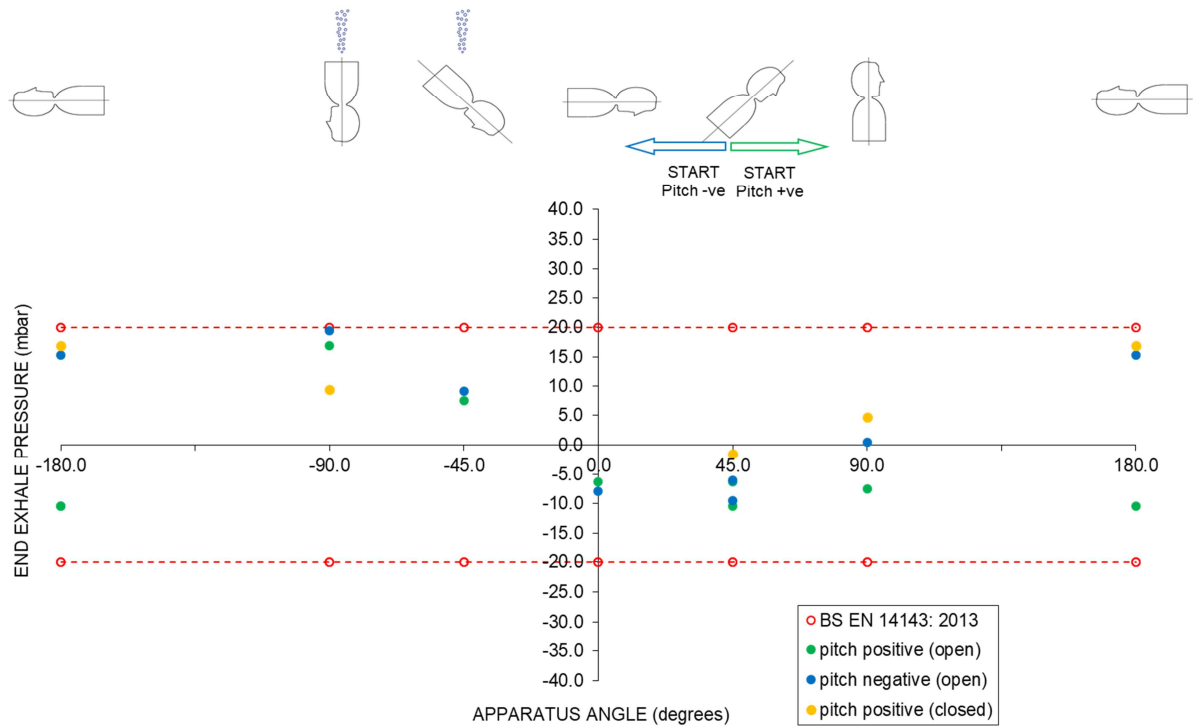 START START
Pitch -ve Pitch +ve
40.0
35.0
30.0
25.0
20.0
15.0
10.0
5.0
0.0
-180.0 -90.0 -45.0 0.0 45.0 90.0 180.0
-5.0
-10.0
-15.0
-20.0
-25.0
-30.0
-35.0
-40.0
END EXHALE PRESSURE (mbar)
APPARATUS ANGLE (degrees)
BS EN 14143: 2013
pitch positive (open)
pitch negative (open)
pitch positive (closed)